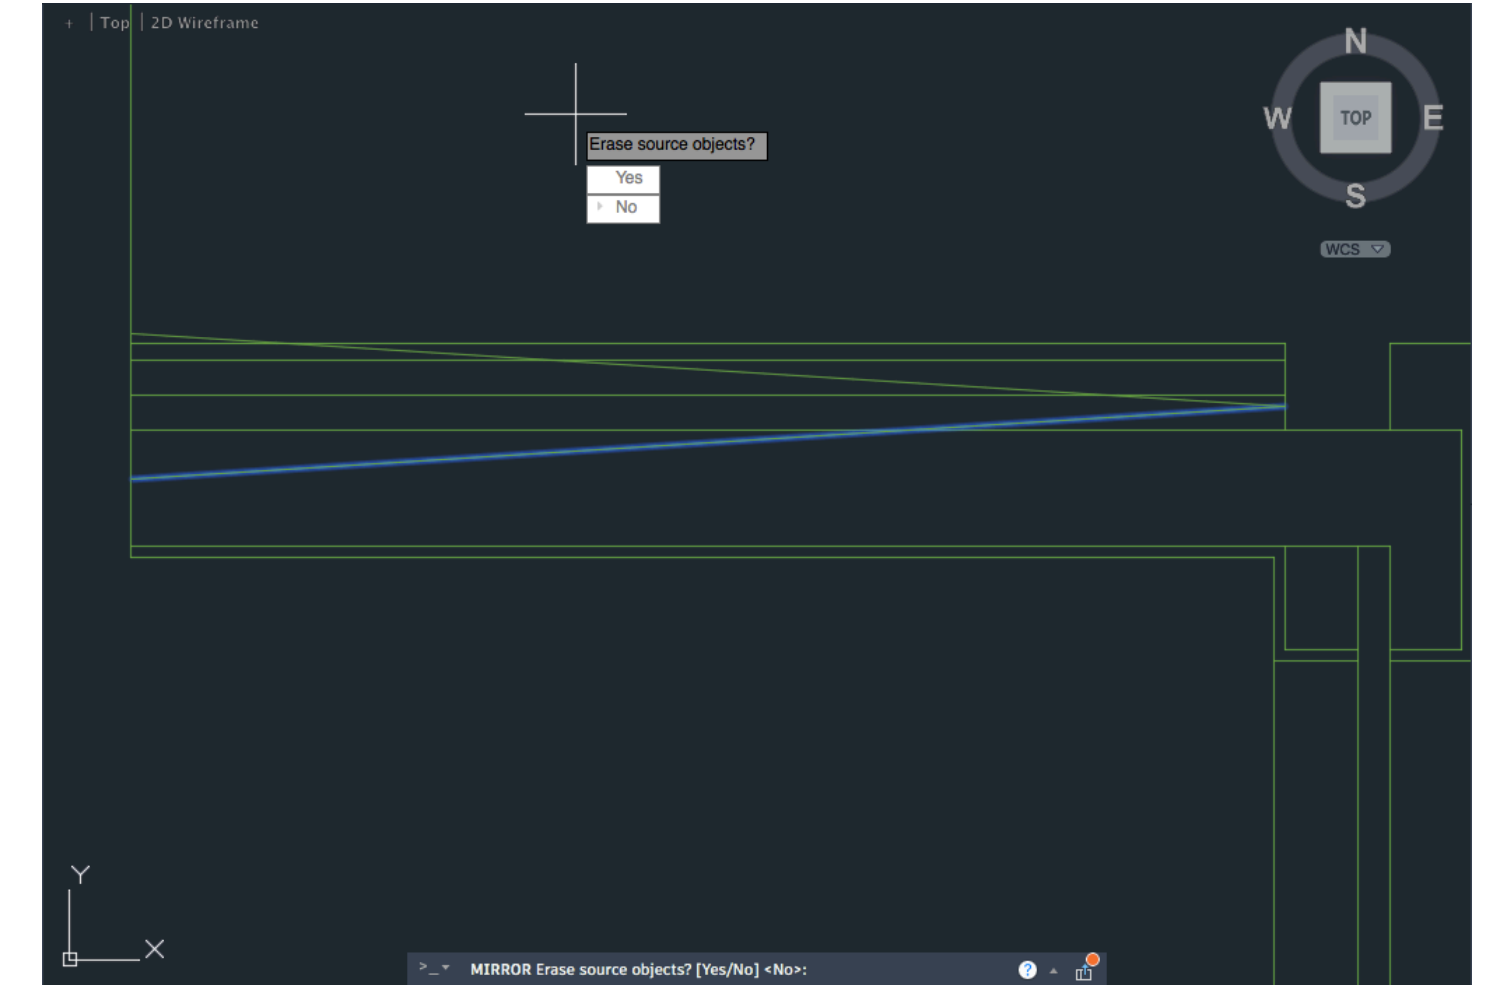 + | Top | 2D Wireframe
N
W TOP E
S
WCS
Erase source objects?
Yes
No
Y
X
>_ MIRROR Erase source objects? [Yes/No] <No>:
?